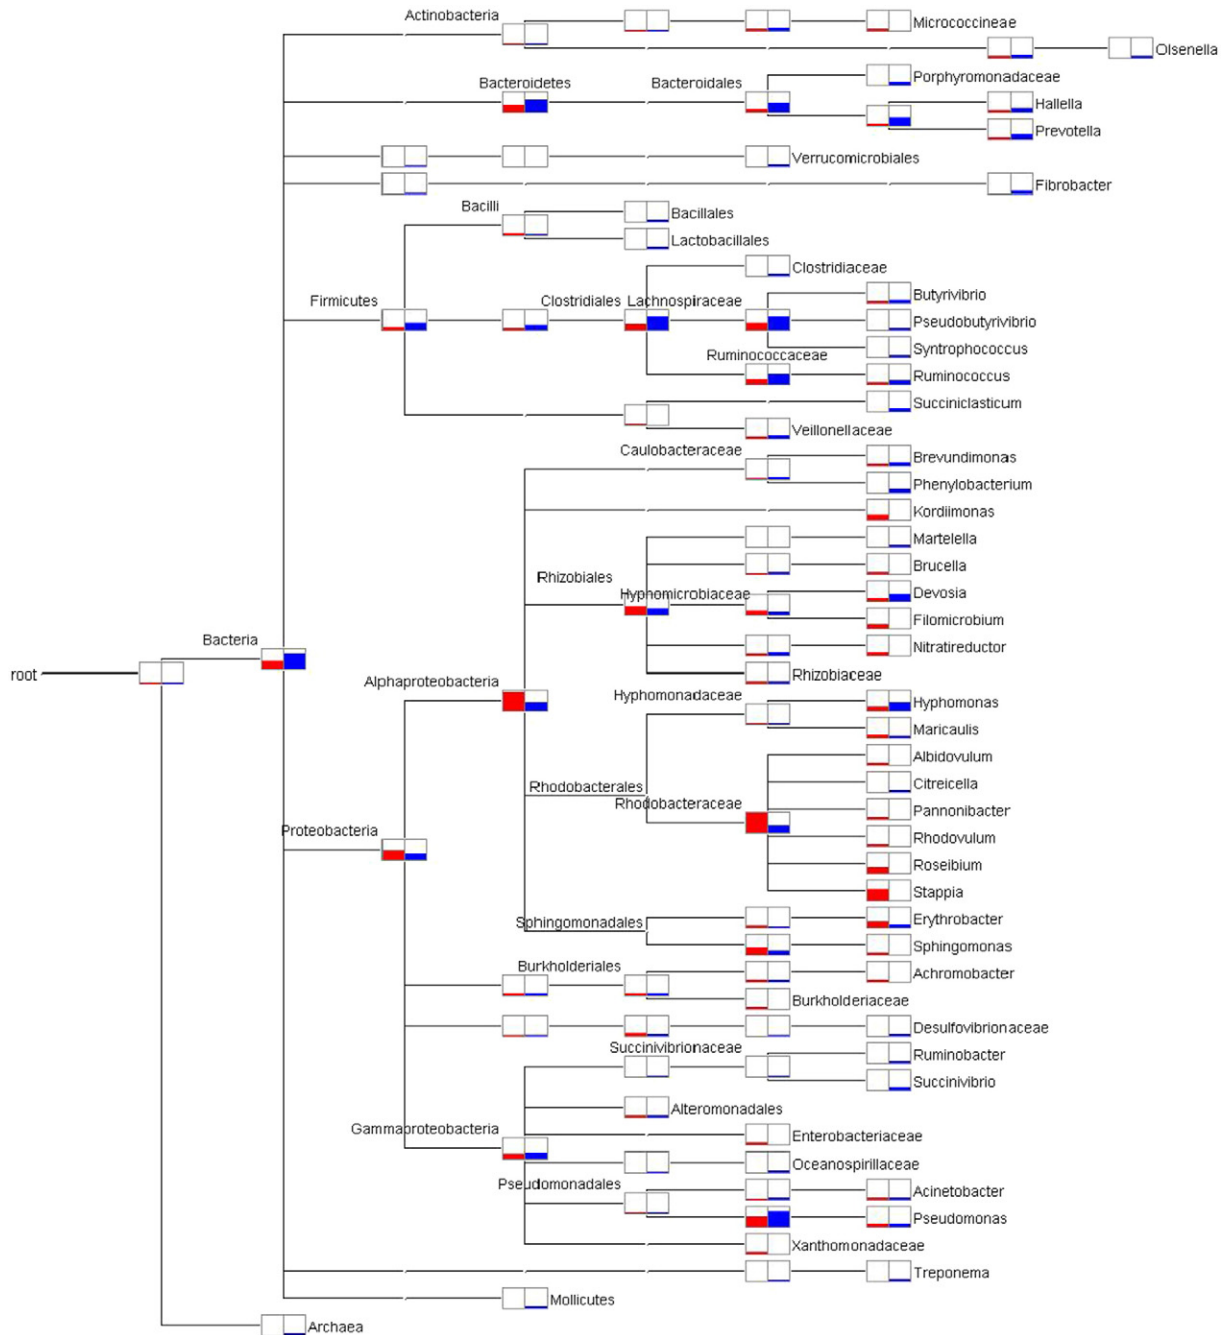 Actinobacteria
Micrococcineae
Olsenella
Bacteroidetes
Bacteroidales
Porphyromonadaceae
Hallella
Prevotella
Verrucomicrobiales
Fibrobacter
Bacilli
Bacillales
Lactobacillales
Clostridiaceae
Firmicutes
Clostridiales
Lachnospiraceae
Butyrivibrio
Pseudobutyrivibrio
Syntrophococcus
Ruminococcaceae
Ruminococcus
Succiniclasticum
Veillonellaceae
Caulobacteraceae
Brevundimonas
Phenylobacterium
Kordiimonas
Martelella
Brucella
Rhizobiales
Hyphomicrobiaceae
Devosia
Filomicrobium
Nitratireductor
Bacteria
root
Rhizobiaceae
Alphaproteobacteria
Hyphomonadaceae
Hyphomonas
Maricaulis
Albidovulum
Rhodobacterales
Citreicella
Rhodobacteraceae
Pannonibacter
Proteobacteria
Rhodovulum
Roseibium
Stappia
Sphingomonadales
Erythrobacter
Sphingomonas
Burkholderiales
Achromobacter
Burkholderiaceae
Desulfovibrionaceae
Succinivibrionaceae
Ruminobacter
Succinivibrio
Alteromonadales
Gammaproteobacteria
Enterobacteriaceae
Oceanospirillaceae
Pseudomonadales
Acinetobacter
Pseudomonas
Xanthomonadaceae
Treponema
Mollicutes
Archaea